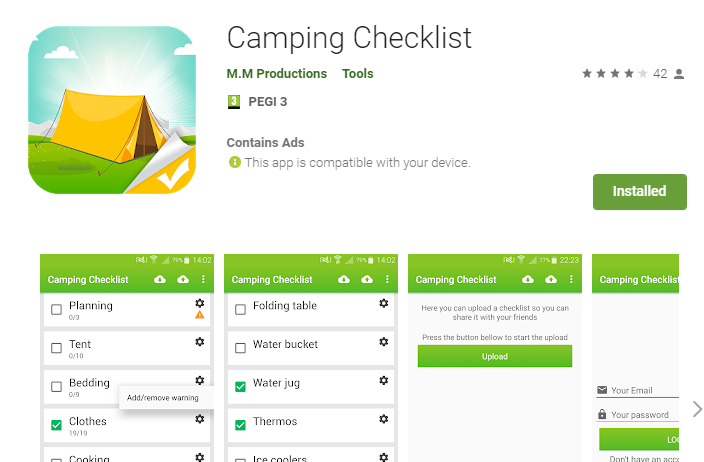 Camping Checklist
M.M Productions Tools
42
3 PEGI 3
Contains Ads
This app is compatible with your device.
Installed
79% 14:02
Camping Checklist
Planning
0/3
Tent
0/10
Bedding
0/9
Add/remove warning
Clothes
19/19
Cooking
79% 14:02
Camping Checklist
Folding table
Water bucket
Water jug
Thermos
Ice coolers
77% 22:23
Camping Checklist
Here you can upload a checklist so you can
share it with your friends
Press the button bellow to start the upload
Upload
Camping Checklist
Your Email
Your password
LO
Don't have an acco